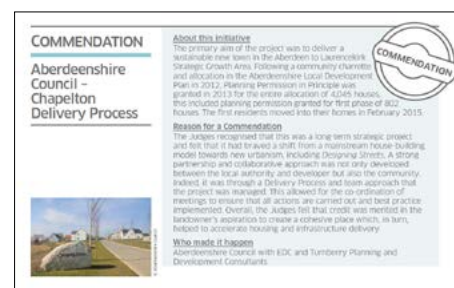 COMMENDATION
Aberdeenshire
Council –
Chapelton
Delivery Process
About this initiative
The primary aim of the project was to deliver a
sustainable new town in the Aberdeen to Laurencekirk
Strategic Growth Area. Following a community charrette
and allocation in the Aberdeenshire Local Development
Plan in 2012, Planning Permission in Principle was
granted in 2013 for the entire allocation of 4,045 houses,
this included planning permission granted for first phase of 802
houses. The first residents moved into their homes in February 2015.
Reason for a Commendation
The Judges recognised that this was a long-term strategic project
and felt that it had braved a shift from a mainstream house-building
model towards new urbanism, including Designing Streets. A strong
partnership and collaborative approach was not only developed
between the local authority and developer but also the community.
Indeed, it was through a Delivery Process and team approach that
the project was managed. This allowed for the co-ordination of
meetings to ensure that all actions are carried out and best practice
implemented. Overall, the Judges felt that credit was merited in the
landowner's aspiration to create a cohesive place which, in turn,
helped to accelerate housing and infrastructure delivery.
Who made it happen
Aberdeenshire Council with EDC and Turnberry Planning and
Development Consultants
COMMENDATION